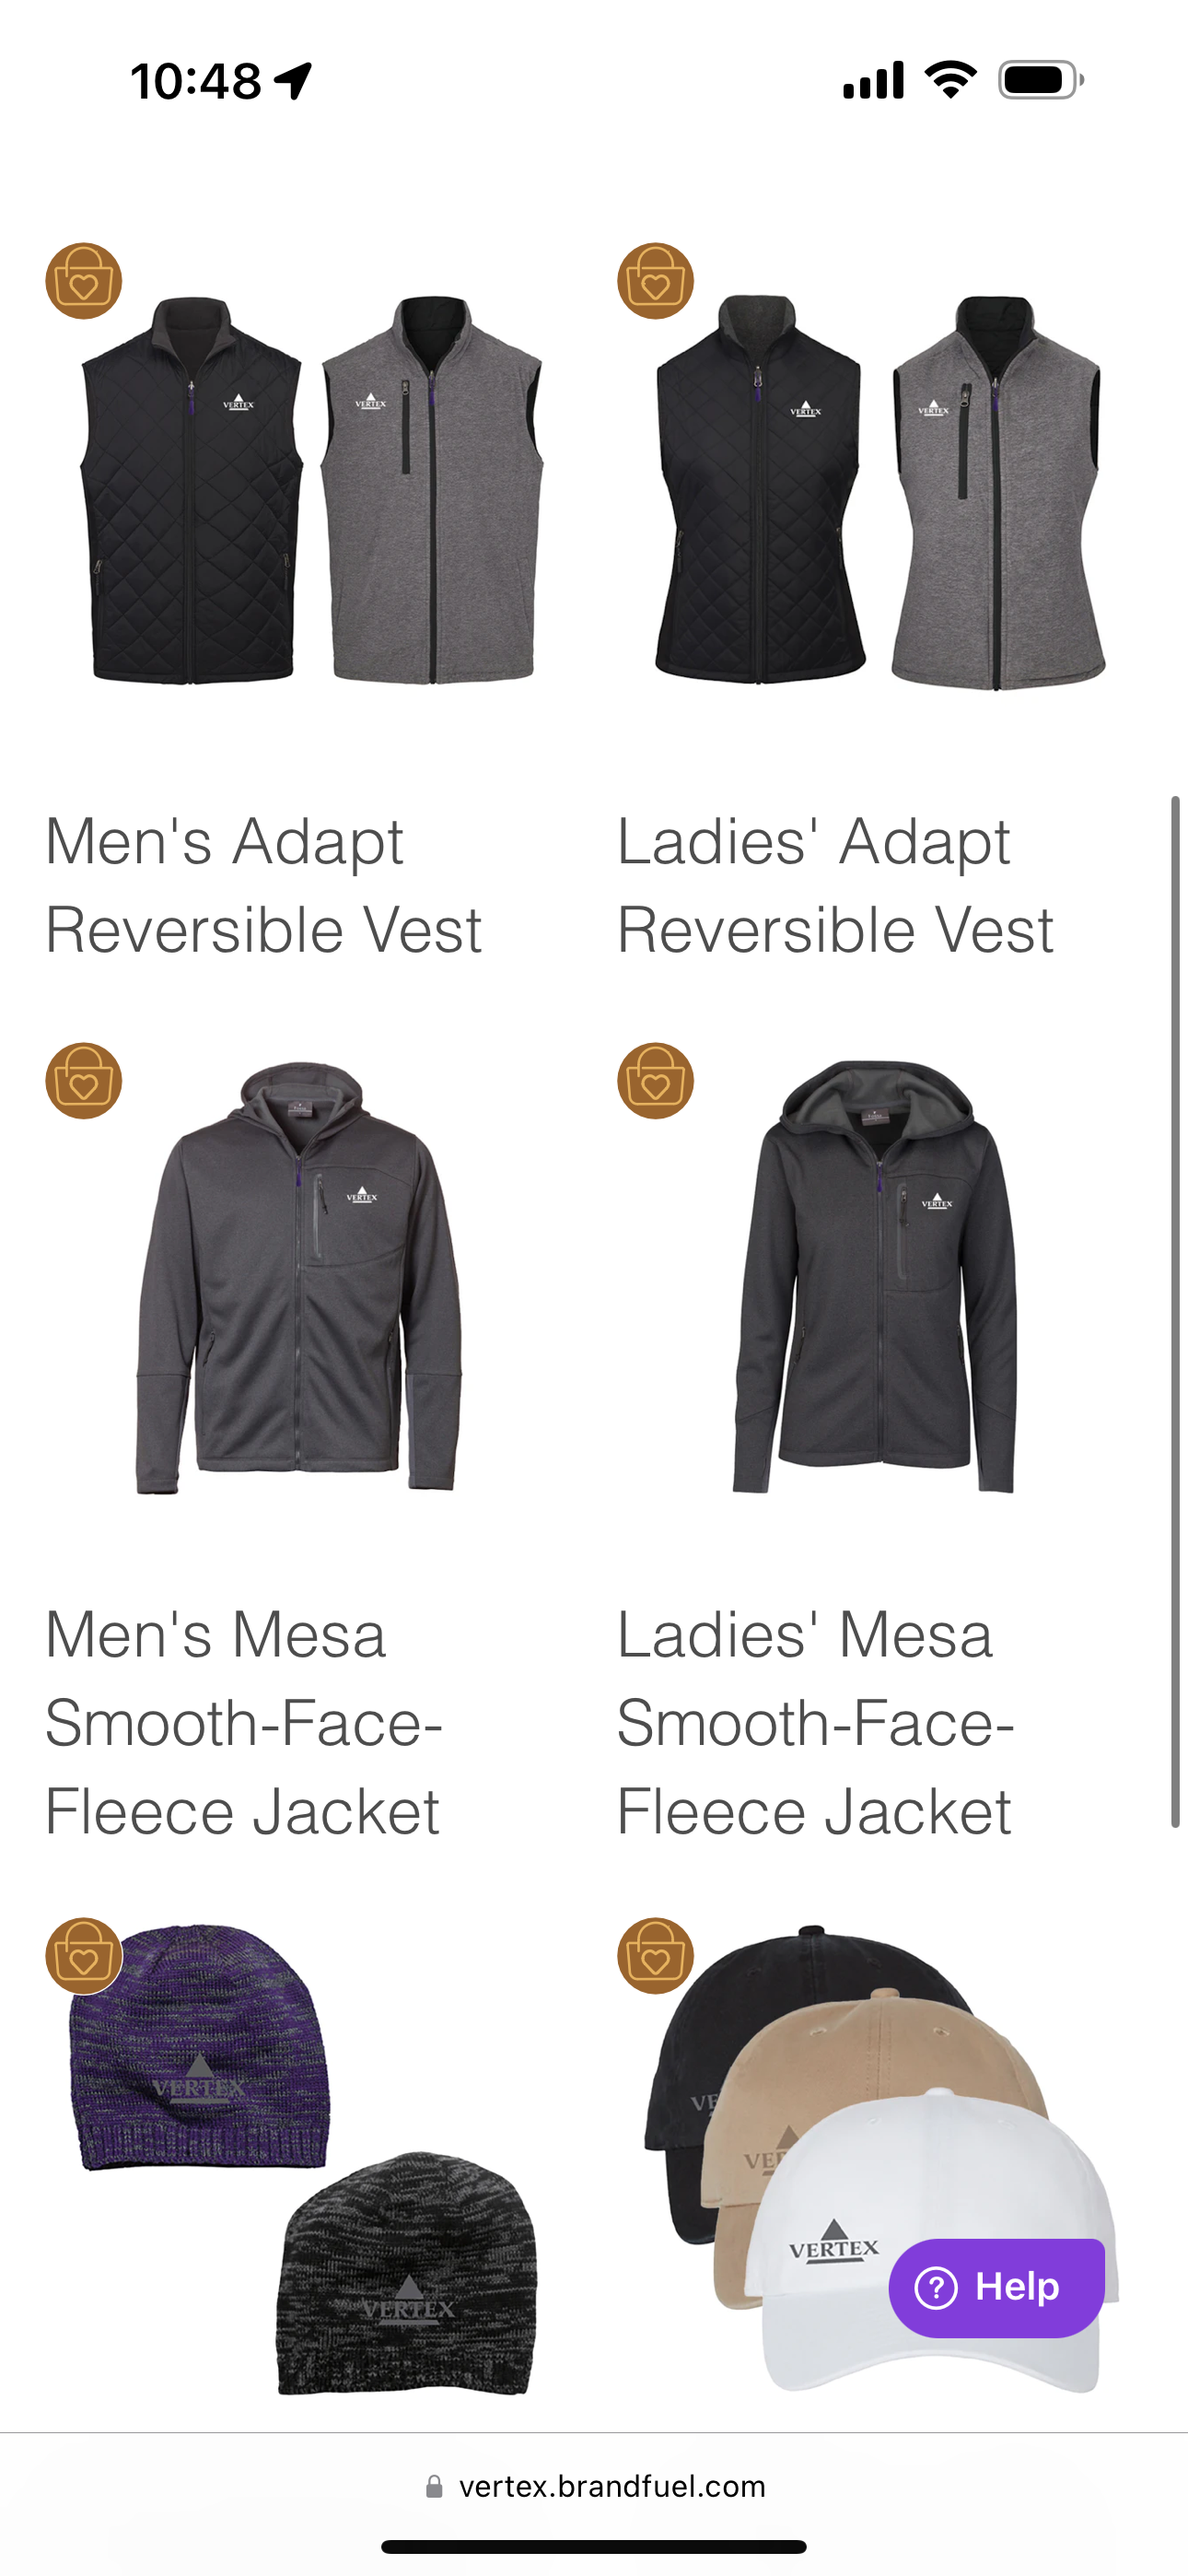 10:48
VERTEX
VERTEX
VERTEX
VERTEX
Men's Adapt
Reversible Vest
Ladies' Adapt
Reversible Vest
VERTEX
VERTEX
Men's Mesa
Smooth-Face-
Fleece Jacket
Ladies' Mesa
Smooth-Face-
Fleece Jacket
VERTEX
VERTEX
VE
VE
VERTEX
? Help
vertex.brandfuel.com